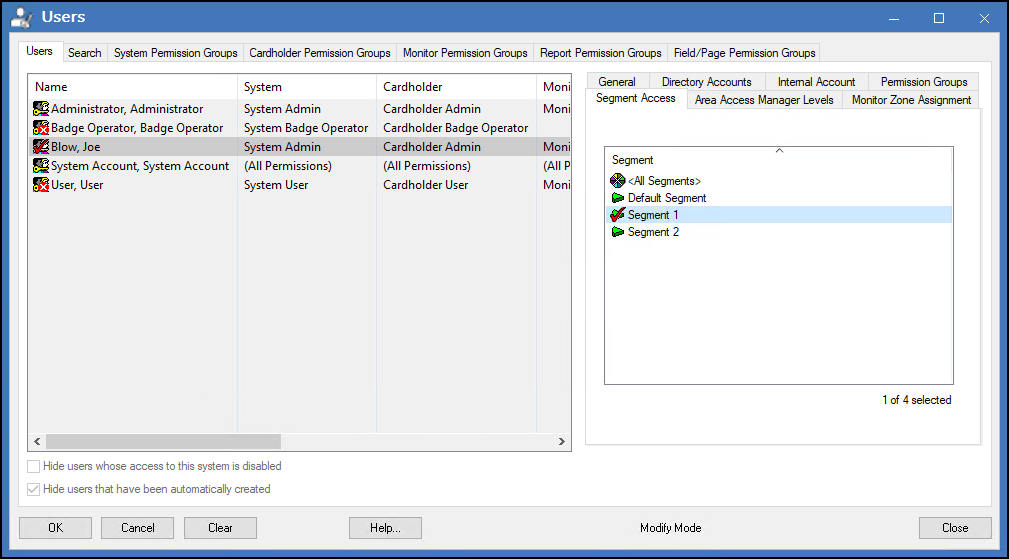 Users
Users Search System Permission Groups Cardholder Permission Groups Monitor Permission Groups Report Permission Groups Field/Page Permission Groups
Name System Cardholder Moni
Administrator, Administrator System Admin Cardholder Admin Moni
Badge Operator, Badge Operator System Badge Operator Cardholder Badge Operator
Blow, Joe System Admin Cardholder Admin Moni
System Account, System Account (All Permissions) (All Permissions) (All P
User, User System User Cardholder User Moni
Hide users whose access to this system is disabled
Hide users that have been automatically created
General Directory Accounts Internal Account Permission Groups
Segment Access Area Access Manager Levels Monitor Zone Assignment
Segment
<All Segments>
Default Segment
Segment 1
Segment 2
1 of 4 selected
OK Cancel Clear Help... Modify Mode Close